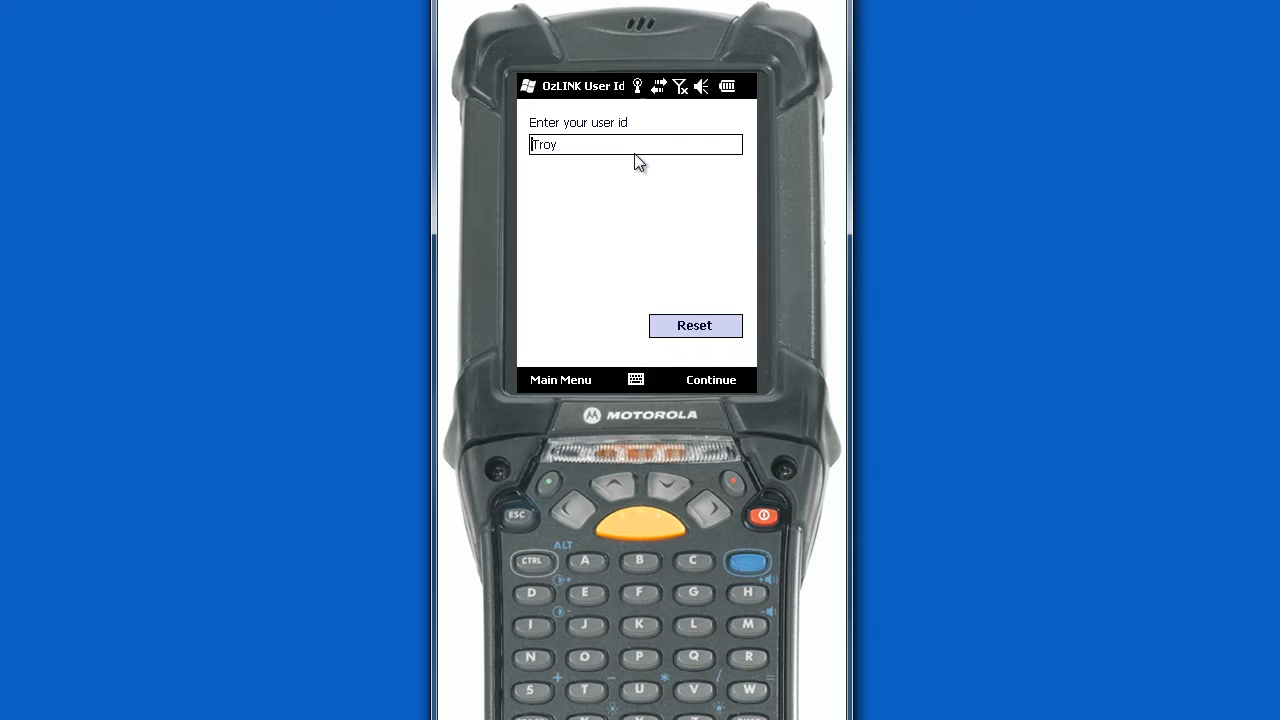 OzLINK User Id
Enter your user id
Troy
Reset
Main Menu Continue
MOTOROLA
ESC
ALT
CTRL A B C
D E F G H
I J K L M
+ - * / =
N O P Q R
S T U V W